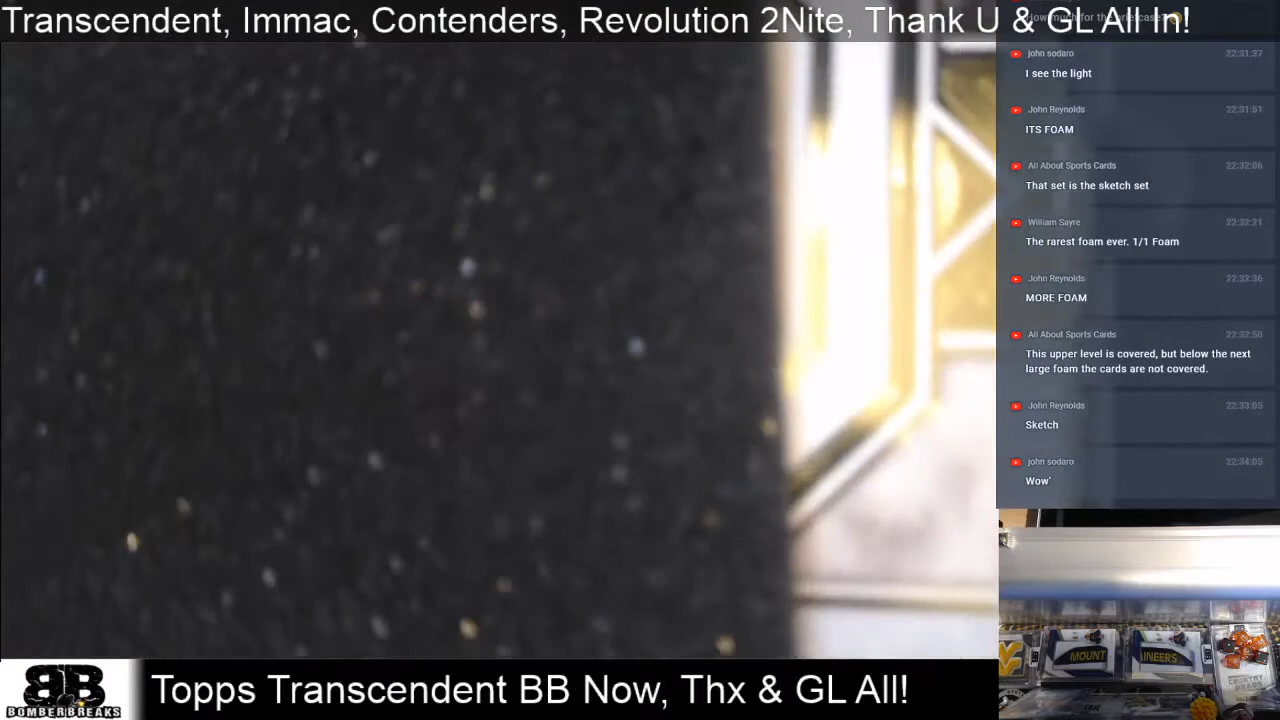 Transcendent, Immac, Contenders, Revolution 2Nite, Thank U & GL All In!
john sodaro 22:31:37
I see the light
John Reynolds 22:31:51
ITS FOAM
All About Sports Cards 22:32:06
That set is the sketch set
William Sayre 22:32:21
The rarest foam ever. 1/1 Foam
John Reynolds 22:32:36
MORE FOAM
All About Sports Cards 22:32:50
This upper level is covered, but below the next
large foam the cards are not covered.
John Reynolds 22:33:05
Sketch
john sodaro 22:34:05
Wow'
MOUNT INEERS
COUNTRY ROADS
BB
BOMBERBREAKS
Topps Transcendent BB Now, Thx & GL All!